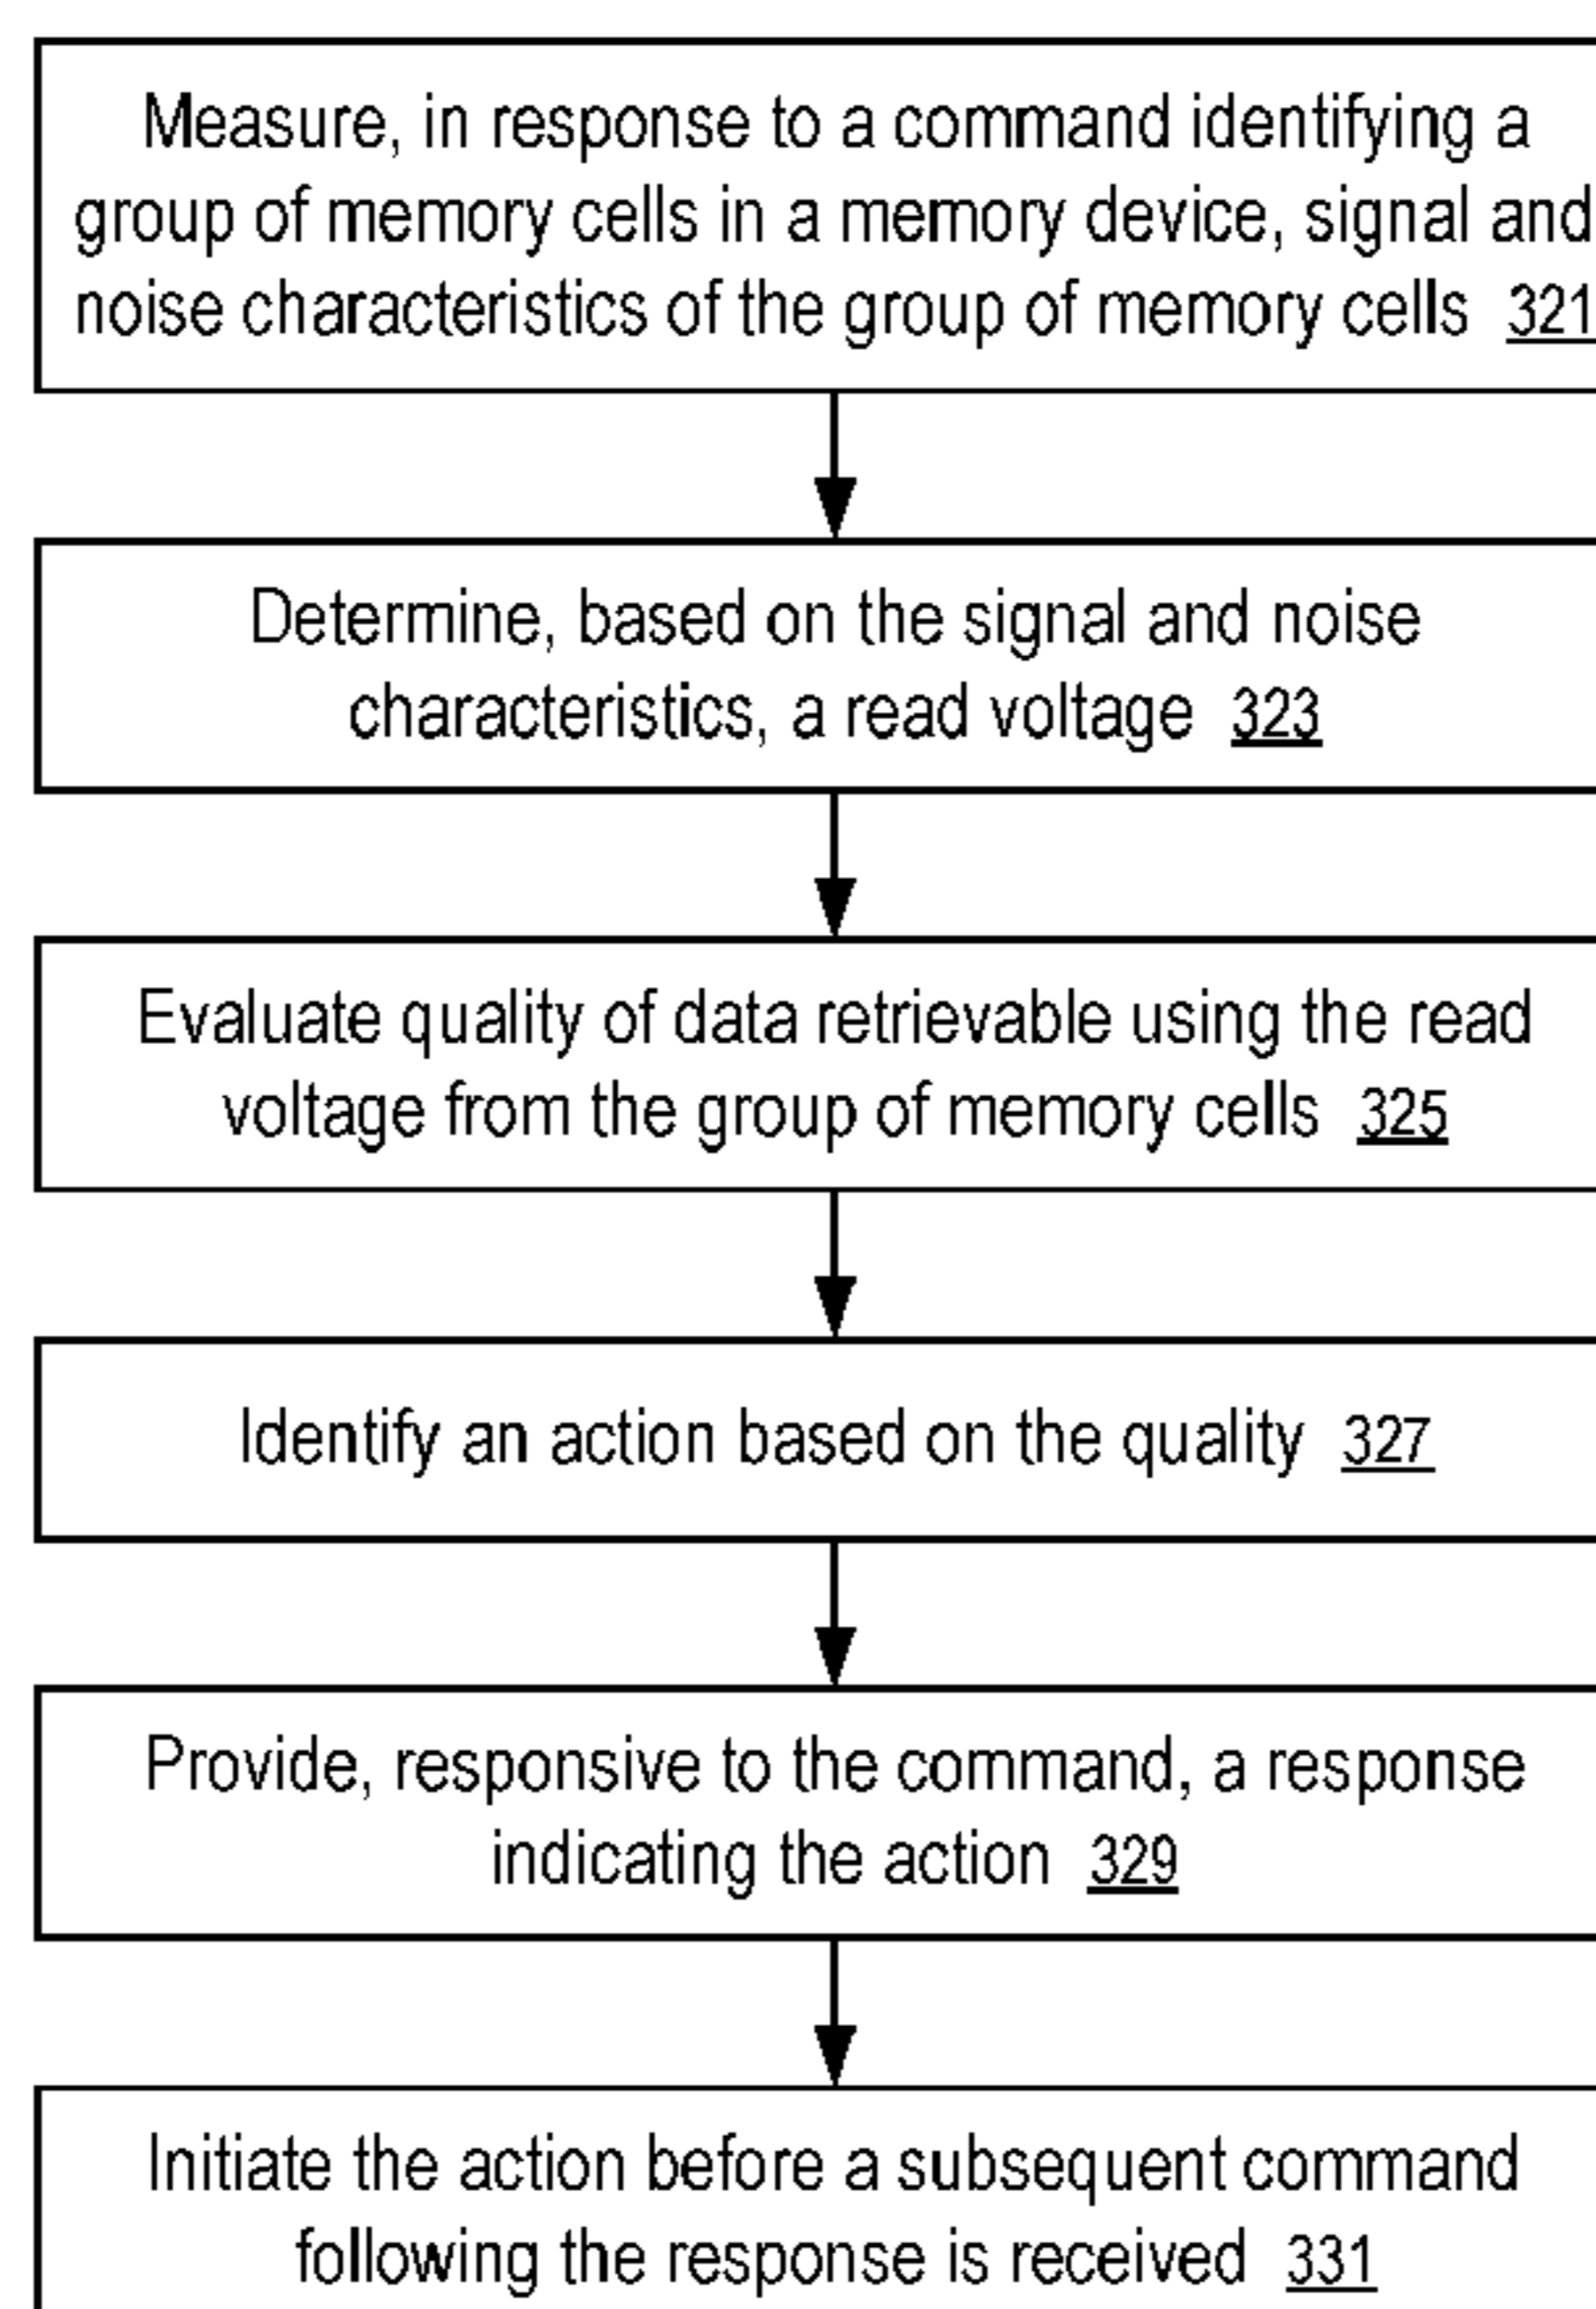 Measure, in response to a command identifying a
group of memory cells in a memory device, signal and
noise characteristics of the group of memory cells 321
Determine, based on the signal and noise
characteristics, a read voltage 323
Evaluate quality of data retrievable using the read
voltage from the group of memory cells 325
Identify an action based on the quality 327
Provide, responsive to the command, a response
indicating the action 329
Initiate the action before a subsequent command
following the response is received 331